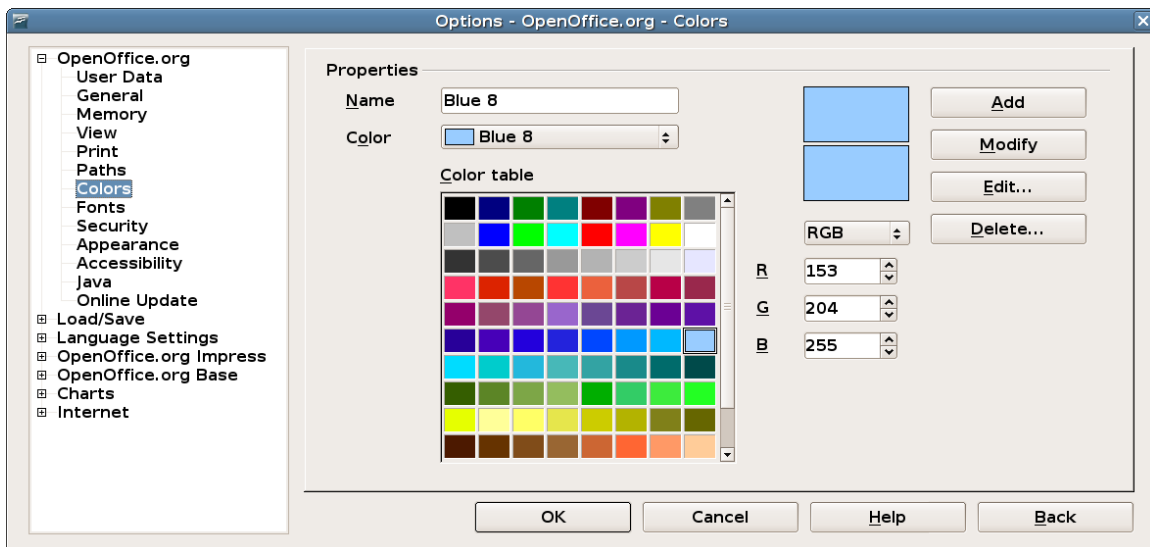 Options - OpenOffice.org - Colors
OpenOffice.org
User Data
General
Memory
View
Print
Paths
Colors
Fonts
Security
Appearance
Accessibility
Java
Online Update
Load/Save
Language Settings
OpenOffice.org Impress
OpenOffice.org Base
Charts
Internet
Properties
Name
Blue 8
Color
Blue 8
Color table
Add
Modify
Edit...
Delete...
RGB
R
153
G
204
B
255
OK
Cancel
Help
Back